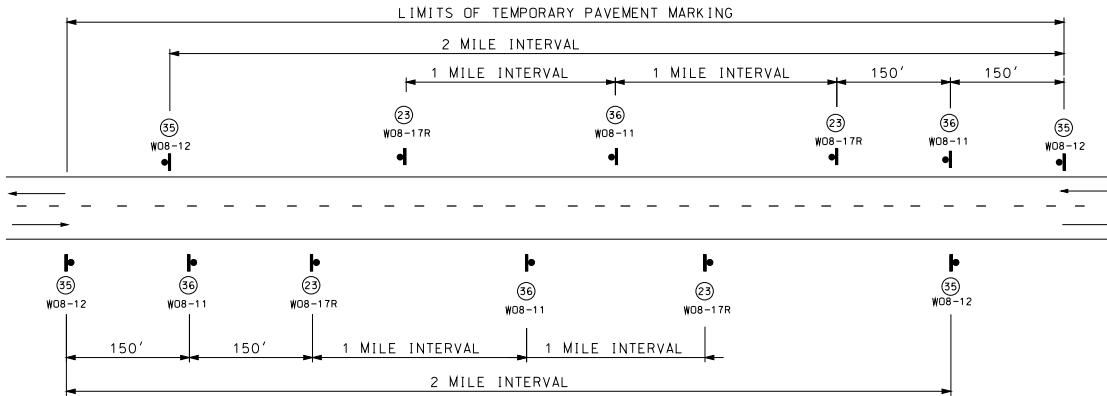 LIMITS OF TEMPORARY PAVEMENT MARKING
2 MILE INTERVAL
1 MILE INTERVAL 1 MILE INTERVAL 150' 150'
35 23 36 23 36 35
W08-12 W08-17R W08-11 W08-17R W08-11 W08-12
35 36 23 36 23 35
W08-12 W08-11 W08-17R W08-11 W08-17R W08-12
150' 150' 1 MILE INTERVAL 1 MILE INTERVAL
2 MILE INTERVAL